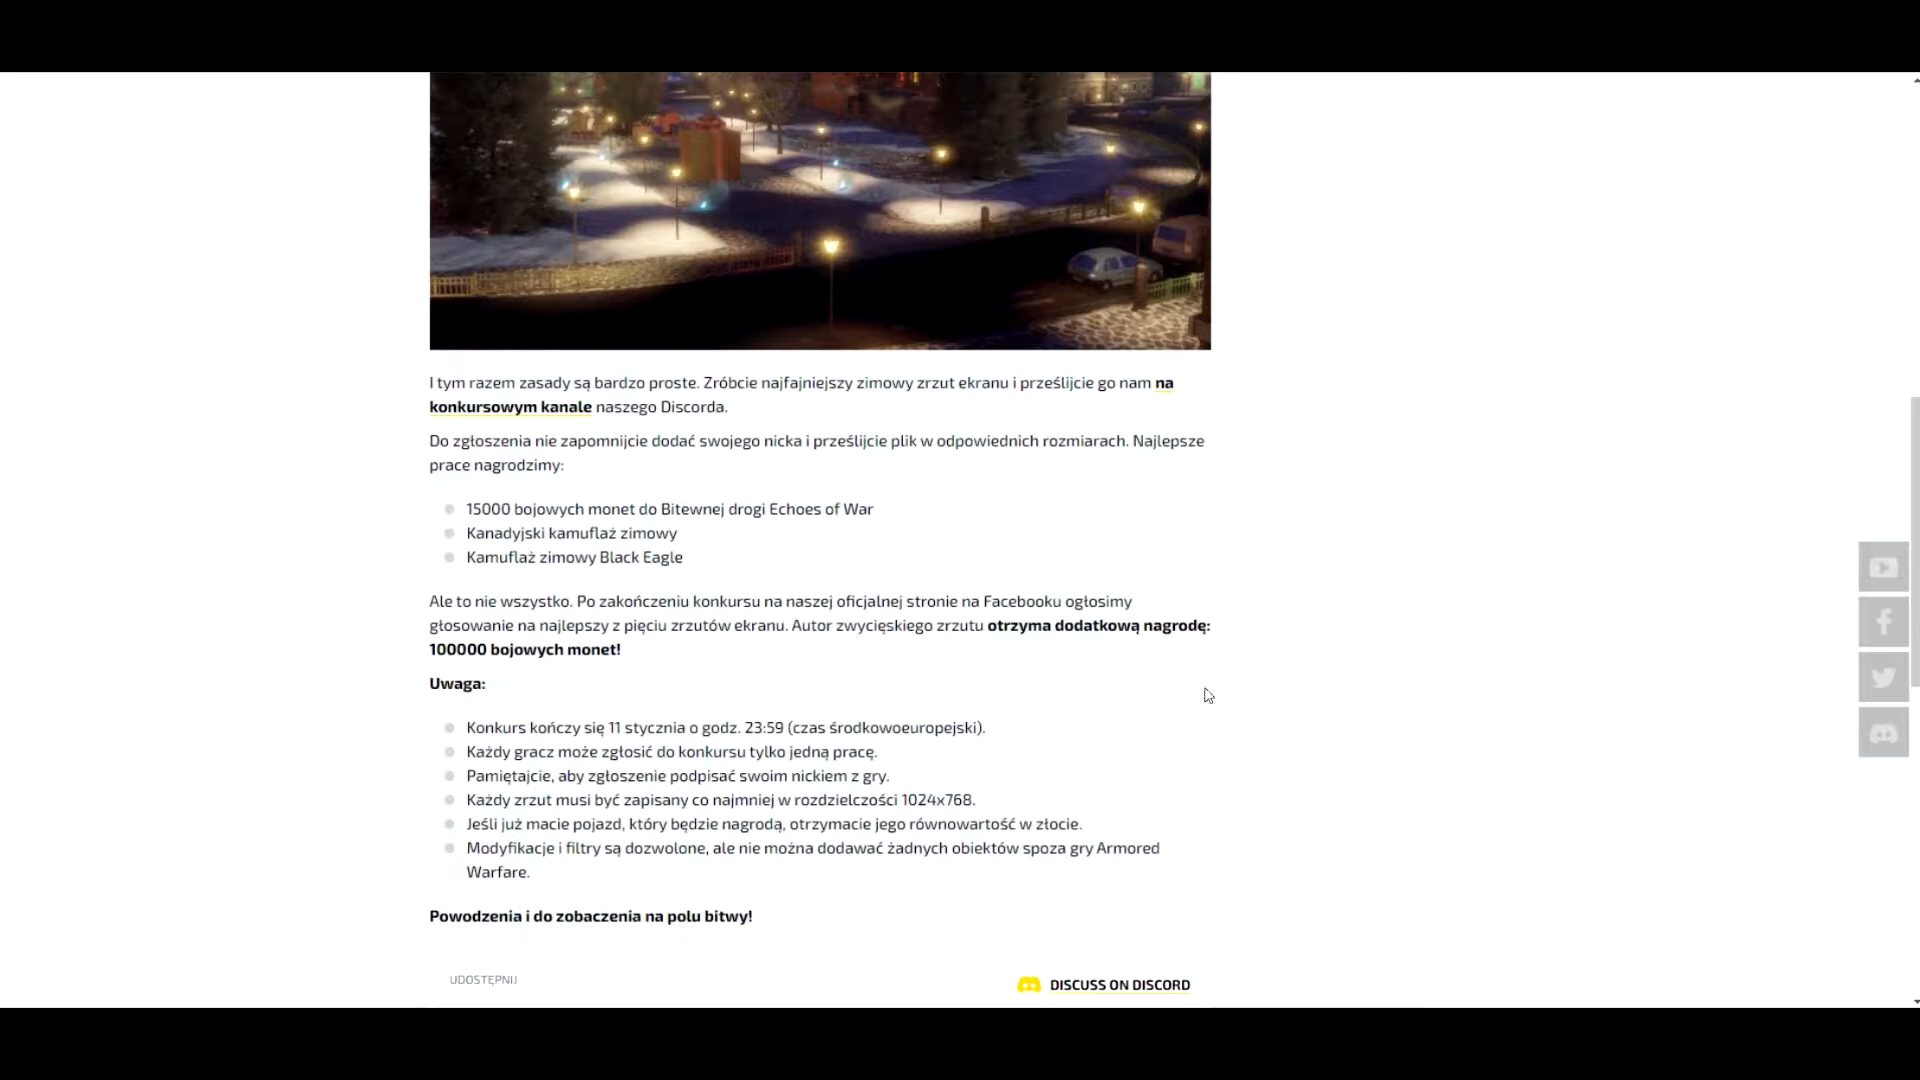 I tym razem zasady są bardzo proste. Zróbcie najfajniejszy zimowy zrzut ekranu i prześlijcie go nam na
konkursowym kanale naszego Discorda.
Do zgłoszenia nie zapomnijcie dodać swojego nicka i prześlijcie plik w odpowiednich rozmiarach. Najlepsze
prace nagrodzimy:
15000 bojowych monet do Bitewnej drogi Echoes of War
Kanadyjski kamuflaż zimowy
Kamuflaż zimowy Black Eagle
Ale to nie wszystko. Po zakończeniu konkursu na naszej oficjalnej stronie na Facebooku ogłosimy
głosowanie na najlepszy z pięciu zrzutów ekranu. Autor zwycięskiego zrzutu otrzyma dodatkową nagrodę:
100000 bojowych monet!
Uwaga:
Konkurs kończy się 11 stycznia o godz. 23:59 (czas środkowoeuropejski).
Każdy gracz może zgłosić do konkursu tylko jedną pracę.
Pamiętajcie, aby zgłoszenie podpisać swoim nickiem z gry.
Każdy zrzut musi być zapisany co najmniej w rozdzielczości 1024x768.
Jeśli już macie pojazd, który będzie nagrodą, otrzymacie jego równowartość w złocie.
Modyfikacje i filtry są dozwolone, ale nie można dodawać żadnych obiektów spoza gry Armored
Warfare.
Powodzenia i do zobaczenia na polu bitwy!
UDOSTĘPNIJ
DISCUSS ON DISCORD